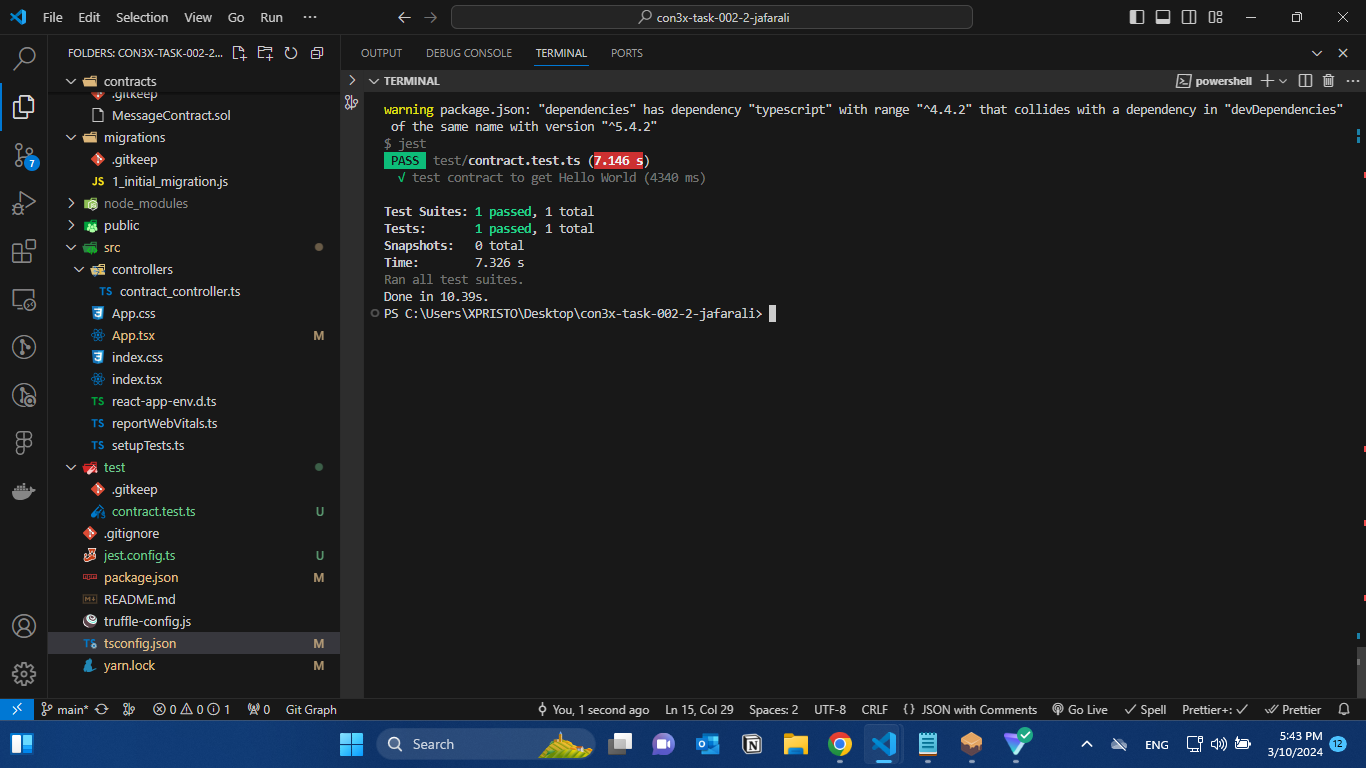 File Edit Selection View Go Run ···
con3x-task-002-2-jafarali
FOLDERS: CON3X-TASK-002-2...
contracts
.gitkeep
MessageContract.sol
migrations
.gitkeep
JS 1_initial_migration.js
node_modules
public
src
controllers
TS contract_controller.ts
App.css
App.tsx M
index.css
index.tsx
TS react-app-env.d.ts
TS reportWebVitals.ts
TS setupTests.ts
test
.gitkeep
contract.test.ts U
.gitignore
jest.config.ts U
package.json M
README.md
truffle-config.js
TS tsconfig.json M
yarn.lock M
7
OUTPUT DEBUG CONSOLE TERMINAL PORTS
TERMINAL
powershell
warning package.json: "dependencies" has dependency "typescript" with range "^4.4.2" that collides with a dependency in "devDependencies"
of the same name with version "^5.4.2"
$ jest
PASS test/contract.test.ts (7.146 s)
√ test contract to get Hello World (4340 ms)
Test Suites: 1 passed, 1 total
Tests: 1 passed, 1 total
Snapshots: 0 total
Time: 7.326 s
Ran all test suites.
Done in 10.39s.
PS C:\Users\XPRISTO\Desktop\con3x-task-002-2-jafarali>
main* 0 0 1 0 Git Graph You, 1 second ago Ln 15, Col 29 Spaces: 2 UTF-8 CRLF {} JSON with Comments Go Live Spell Prettier+: Prettier
Search
ENG
5:43 PM
3/10/2024
12